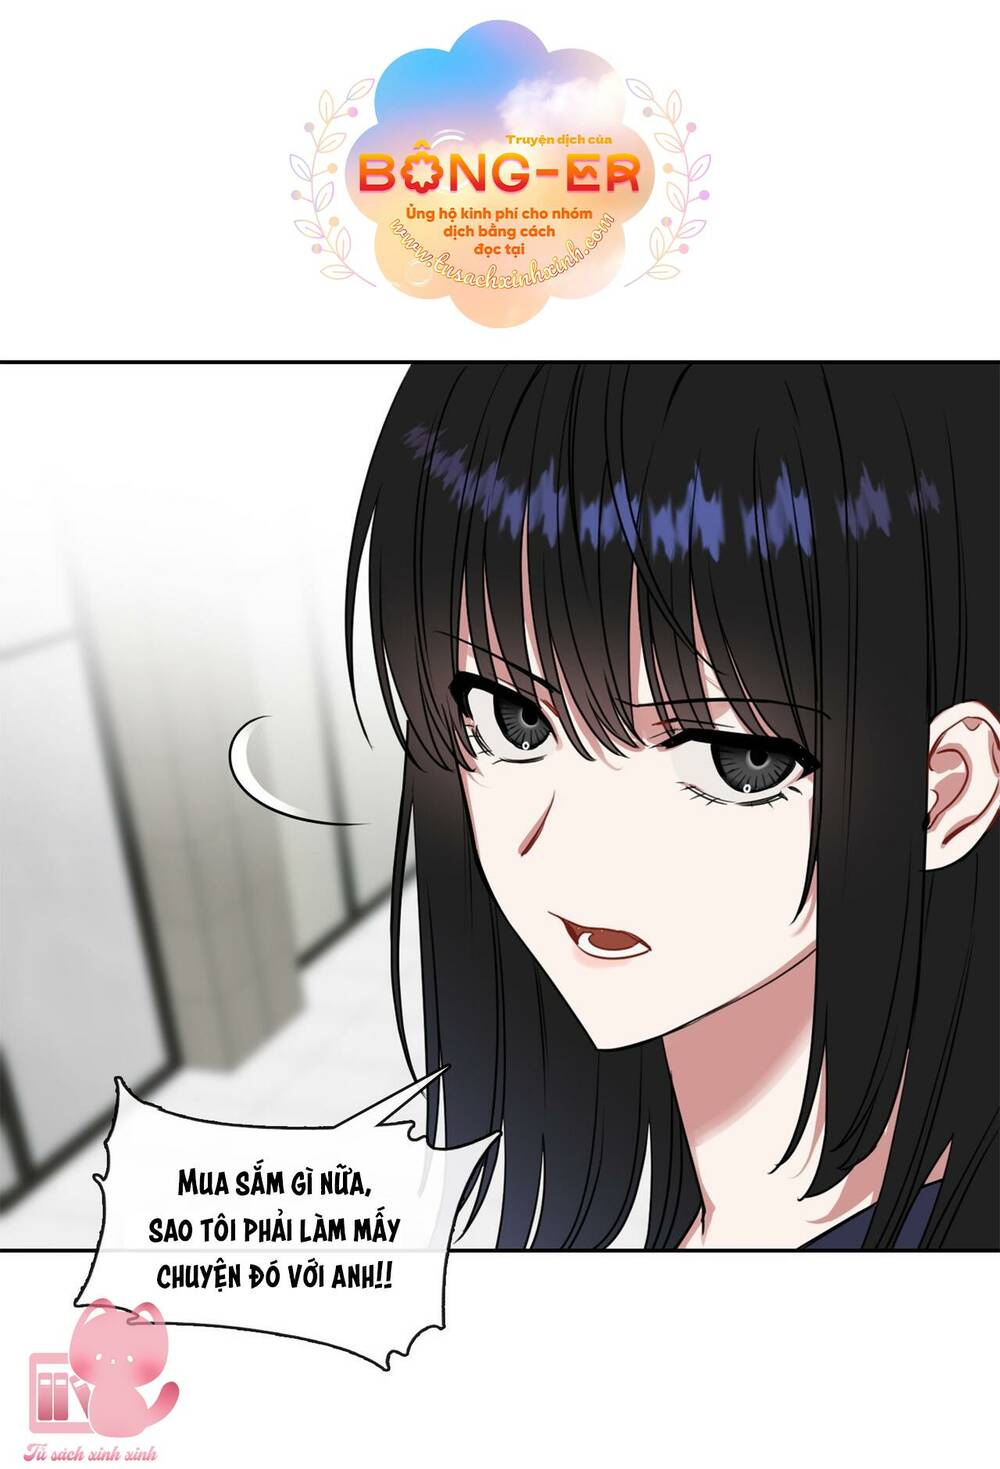 Truyện dịch của
BÔNG-ER
Ủng hộ kinh phí cho nhóm
dịch bằng cách
đọc tại
www.tusachxinhxinh.com
MUA SẮM GÌ NỮA,
SAO TÔI PHẢI LÀM MẤY
CHUYỆN ĐÓ VỚI ANH!!
Tủ sách xinh xinh